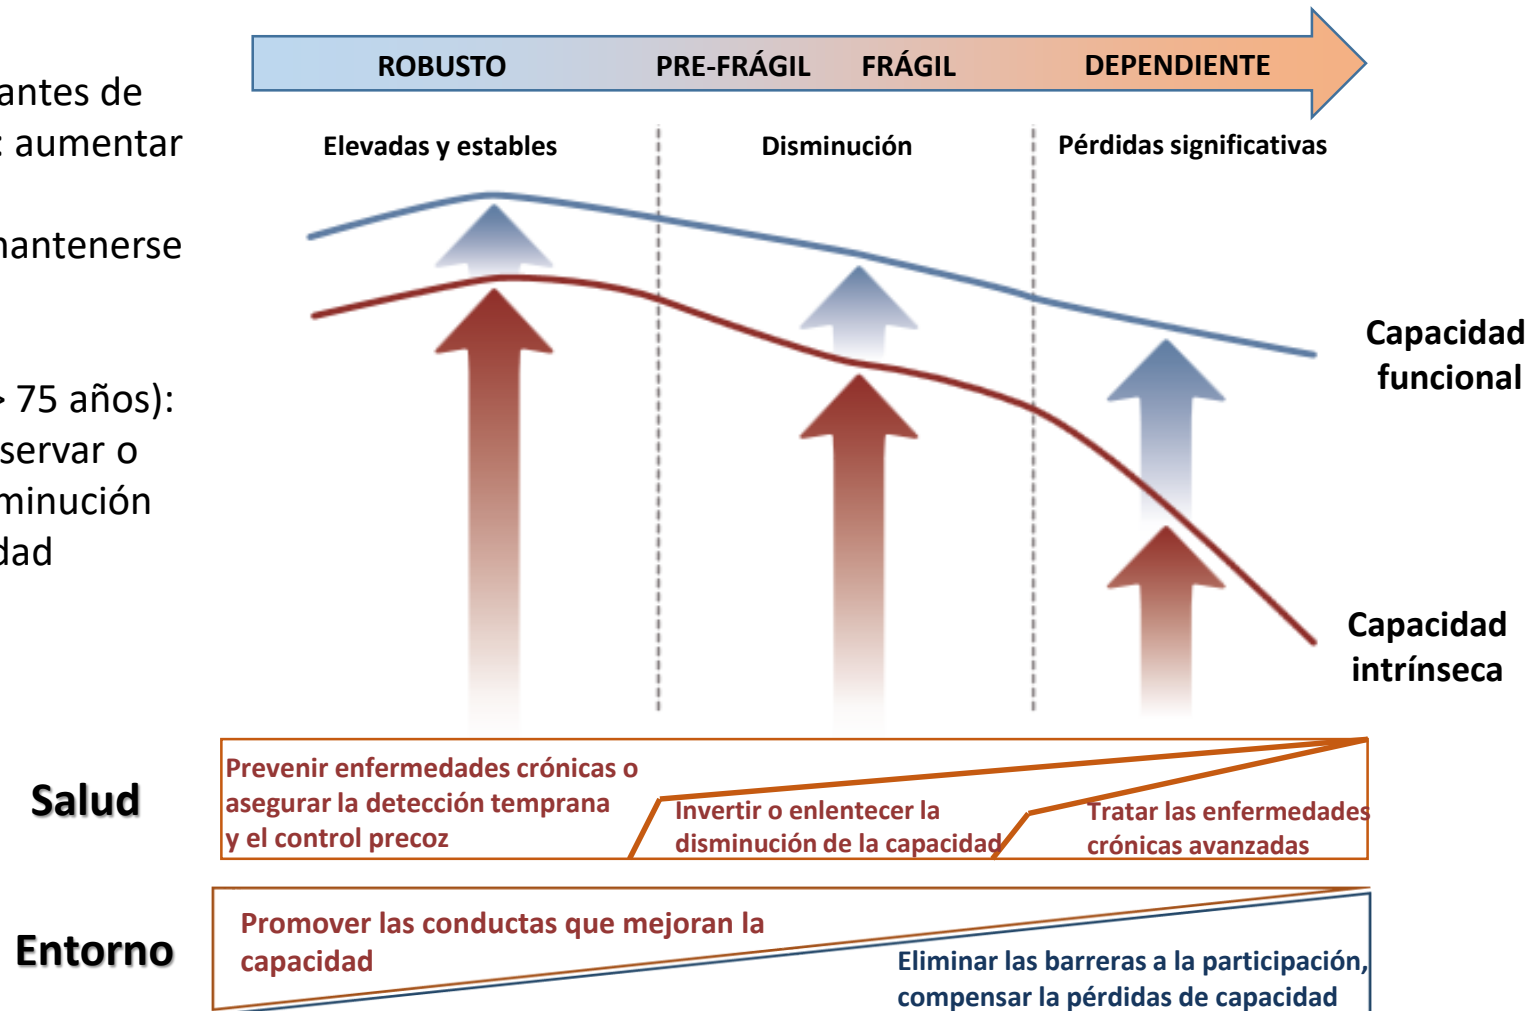 ROBUSTO
PRE-FRÁGIL
FRÁGIL
DEPENDIENTE
antes de
: aumentar
mantenerse
> 75 años):
servar o
minución
dad
Elevadas y estables
Disminución
Pérdidas significativas
Capacidad
funcional
Capacidad
intrínseca
Salud
Prevenir enfermedades crónicas o
asegurar la detección temprana
y el control precoz
Invertir o enlentecer la
disminución de la capacidad
Tratar las enfermedades
crónicas avanzadas
Entorno
Promover las conductas que mejoran la
capacidad
Eliminar las barreras a la participación,
compensar la pérdidas de capacidad